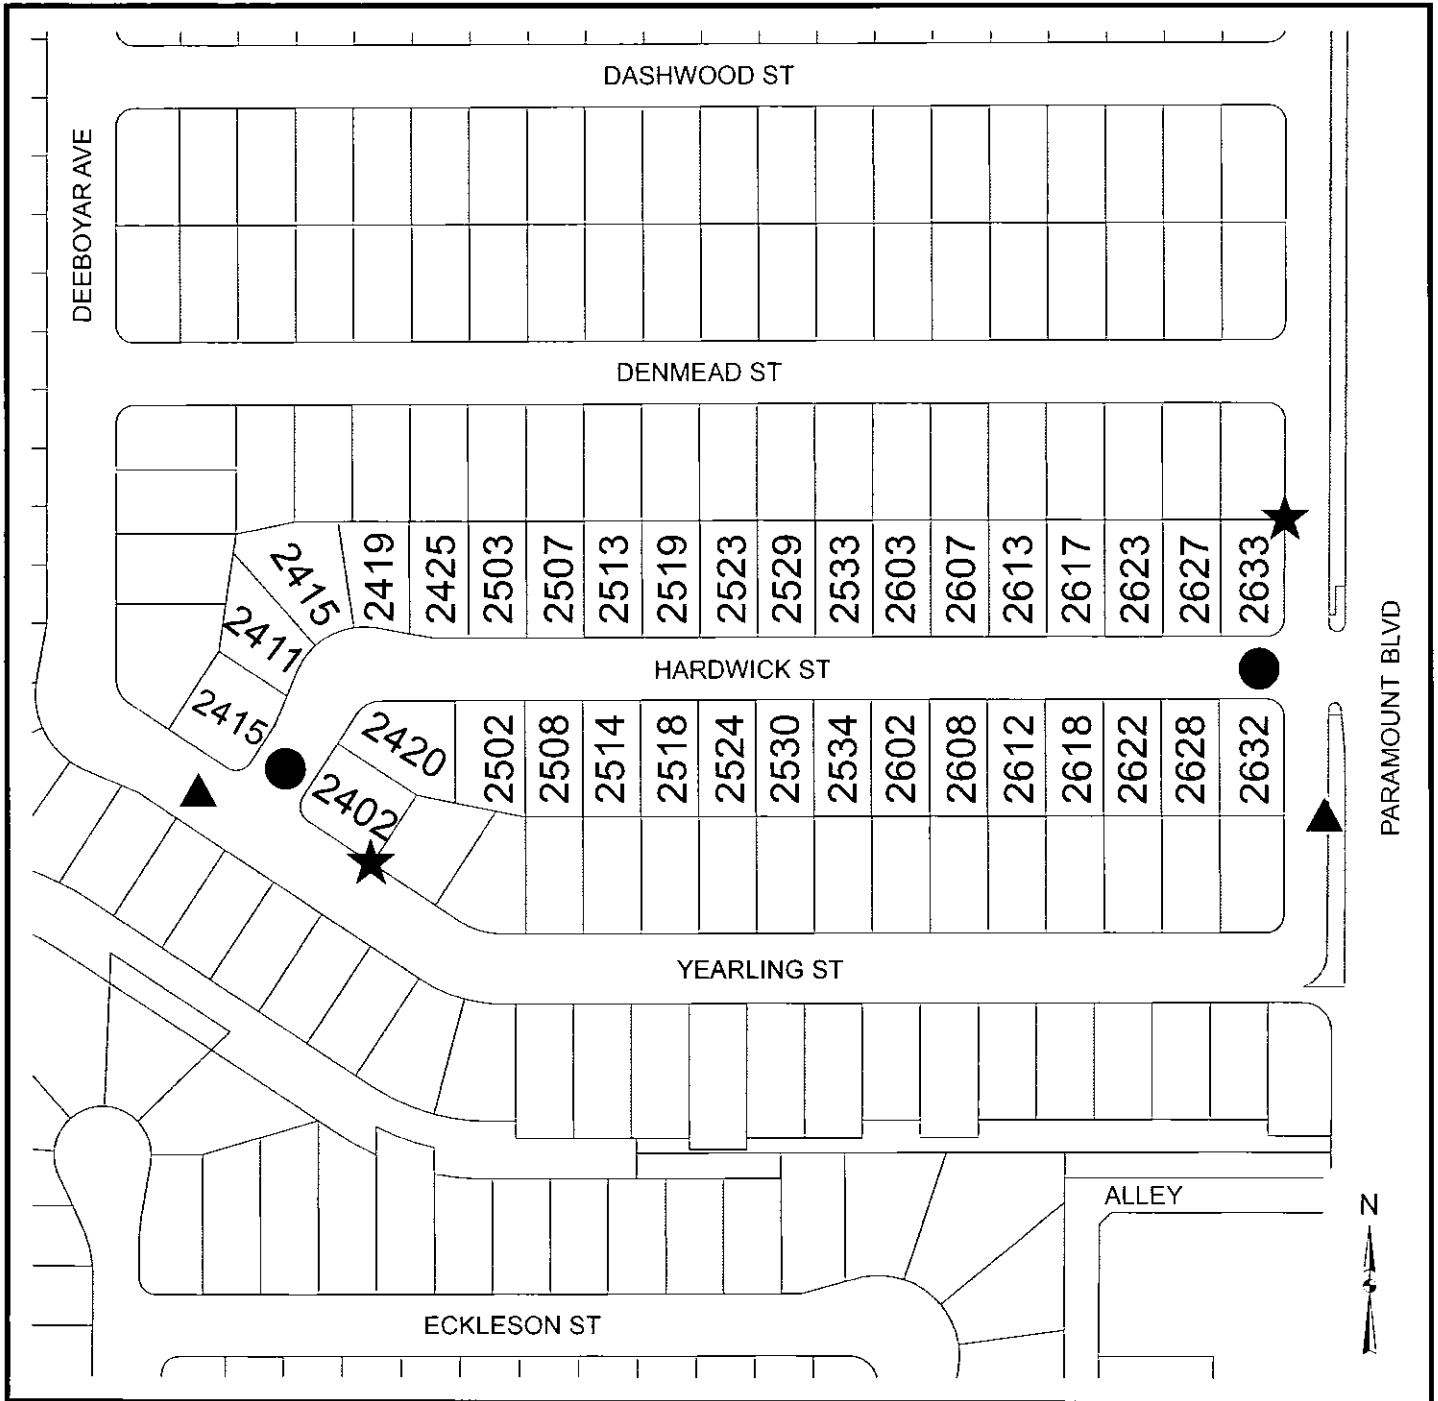 DASHWOOD ST
DEEBOYAR AVE
DENMEAD ST
2415 2419 2425 2503 2507 2513 2519 2523 2529 2533 2603 2607 2613 2617 2623 2627 2633
2411
2415
HARDWICK ST
PARAMOUNT BLVD
2420 2502 2508 2514 2518 2524 2530 2534 2602 2608 2612 2618 2622 2628 2632
2402
YEARLING ST
ALLEY
N
ECKLESON ST